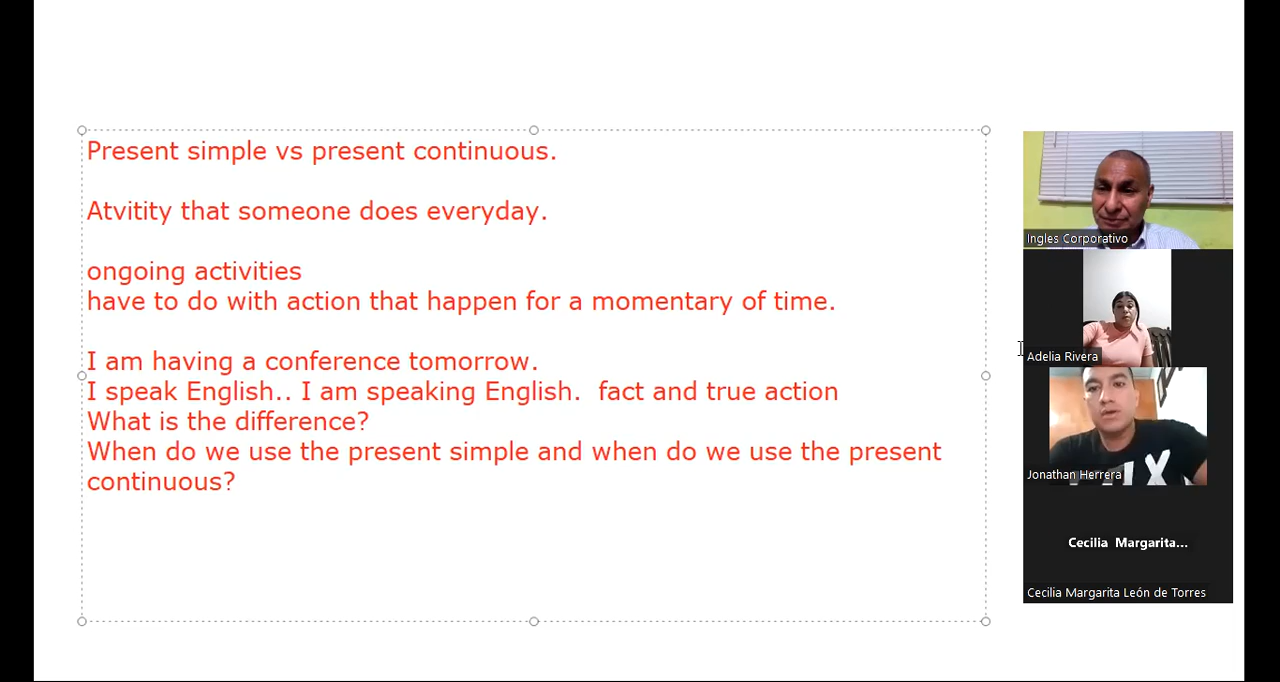 Present simple vs present continuous.
Atvitity that someone does everyday.
ongoing activities
have to do with action that happen for a momentary of time.
I am having a conference tomorrow.
I speak English.. I am speaking English.  fact and true action
What is the difference?
When do we use the present simple and when do we use the present
continuous?
Ingles Corporativo
Adelia Rivera
Jonathan Herrera
Cecilia Margarita...
Cecilia Margarita León de Torres